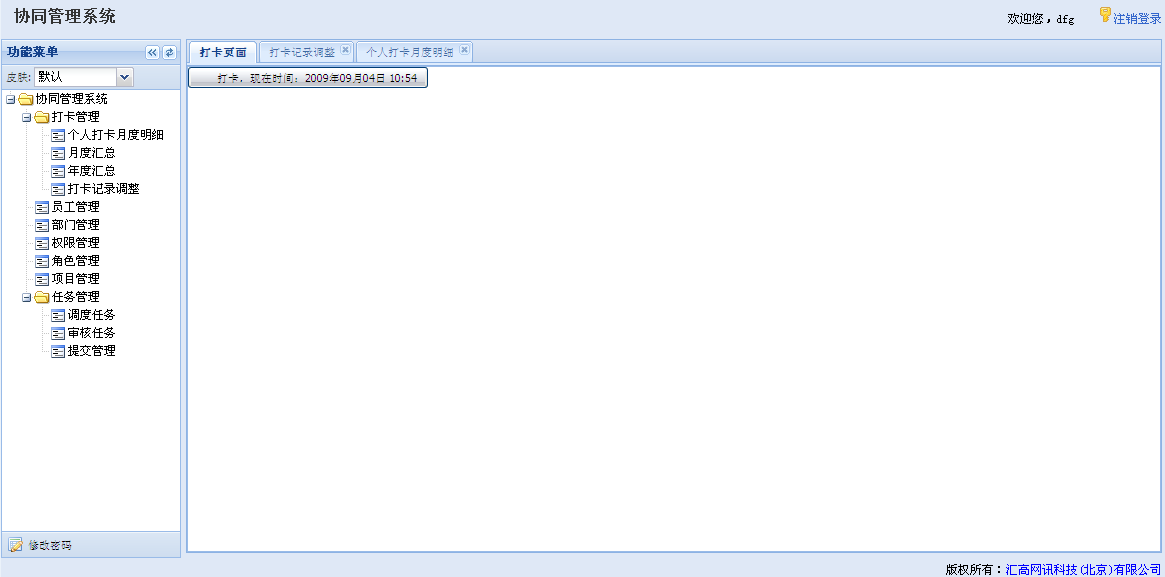 协同管理系统
欢迎您，dfg 注销登录
功能菜单
皮肤: 默认
协同管理系统
打卡管理
个人打卡月度明细
月度汇总
年度汇总
打卡记录调整
员工管理
部门管理
权限管理
角色管理
项目管理
任务管理
调度任务
审核任务
提交管理
修改密码
打卡页面 打卡记录调整 个人打卡月度明细
打卡，现在时间：2009年09月04日 10:54
版权所有：汇高网讯科技(北京)有限公司